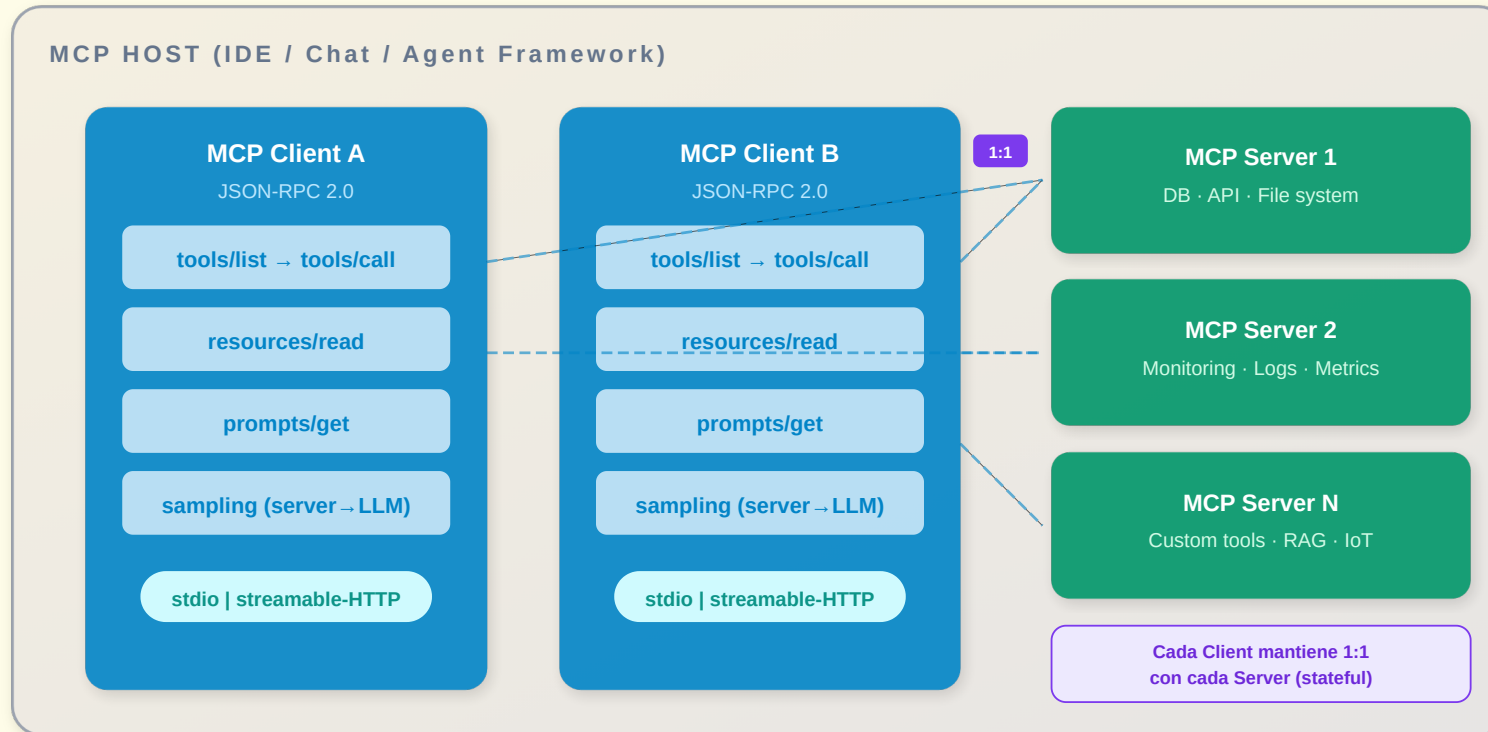 MCP HOST (IDE / Chat / Agent Framework)
MCP Client A
JSON-RPC 2.0
tools/list → tools/call
resources/read
prompts/get
sampling (server→LLM)
stdio | streamable-HTTP
MCP Client B
JSON-RPC 2.0
tools/list → tools/call
resources/read
prompts/get
sampling (server→LLM)
stdio | streamable-HTTP
1:1
MCP Server 1
DB · API · File system
MCP Server 2
Monitoring · Logs · Metrics
MCP Server N
Custom tools · RAG · IoT
Cada Client mantiene 1:1
con cada Server (stateful)